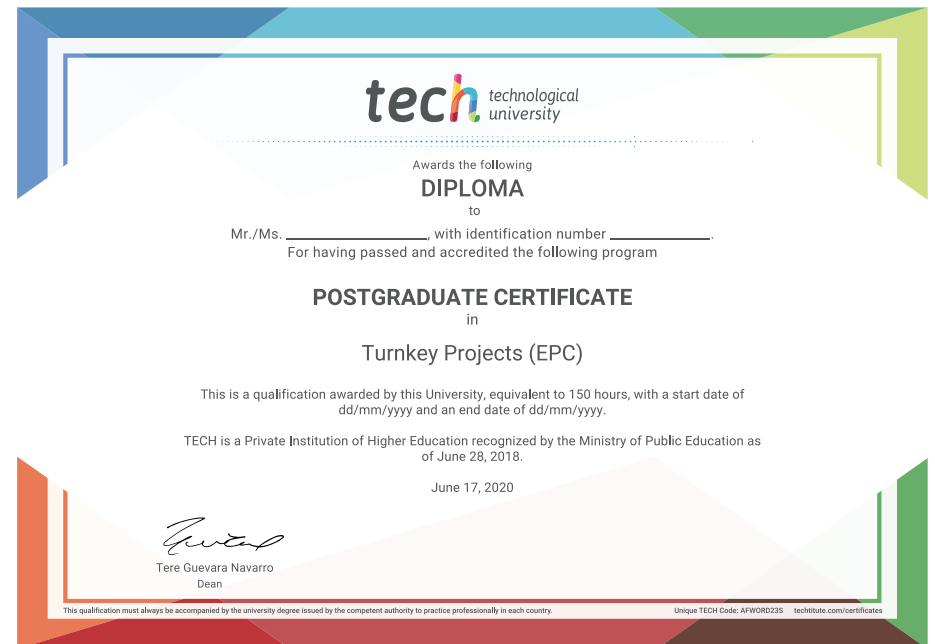 tech technological
university
Awards the following
DIPLOMA
to
Mr./Ms. ____________________, with identification number ______________.
For having passed and accredited the following program
POSTGRADUATE CERTIFICATE
in
Turnkey Projects (EPC)
This is a qualification awarded by this University, equivalent to 150 hours, with a start date of
dd/mm/yyyy and an end date of dd/mm/yyyy.
TECH is a Private Institution of Higher Education recognized by the Ministry of Public Education as
of June 28, 2018.
June 17, 2020
Tere Guevara Navarro
Dean
This qualification must always be accompanied by the university degree issued by the competent authority to practice professionally in each country.
Unique TECH Code: AFWORD23S techtitute.com/certificates